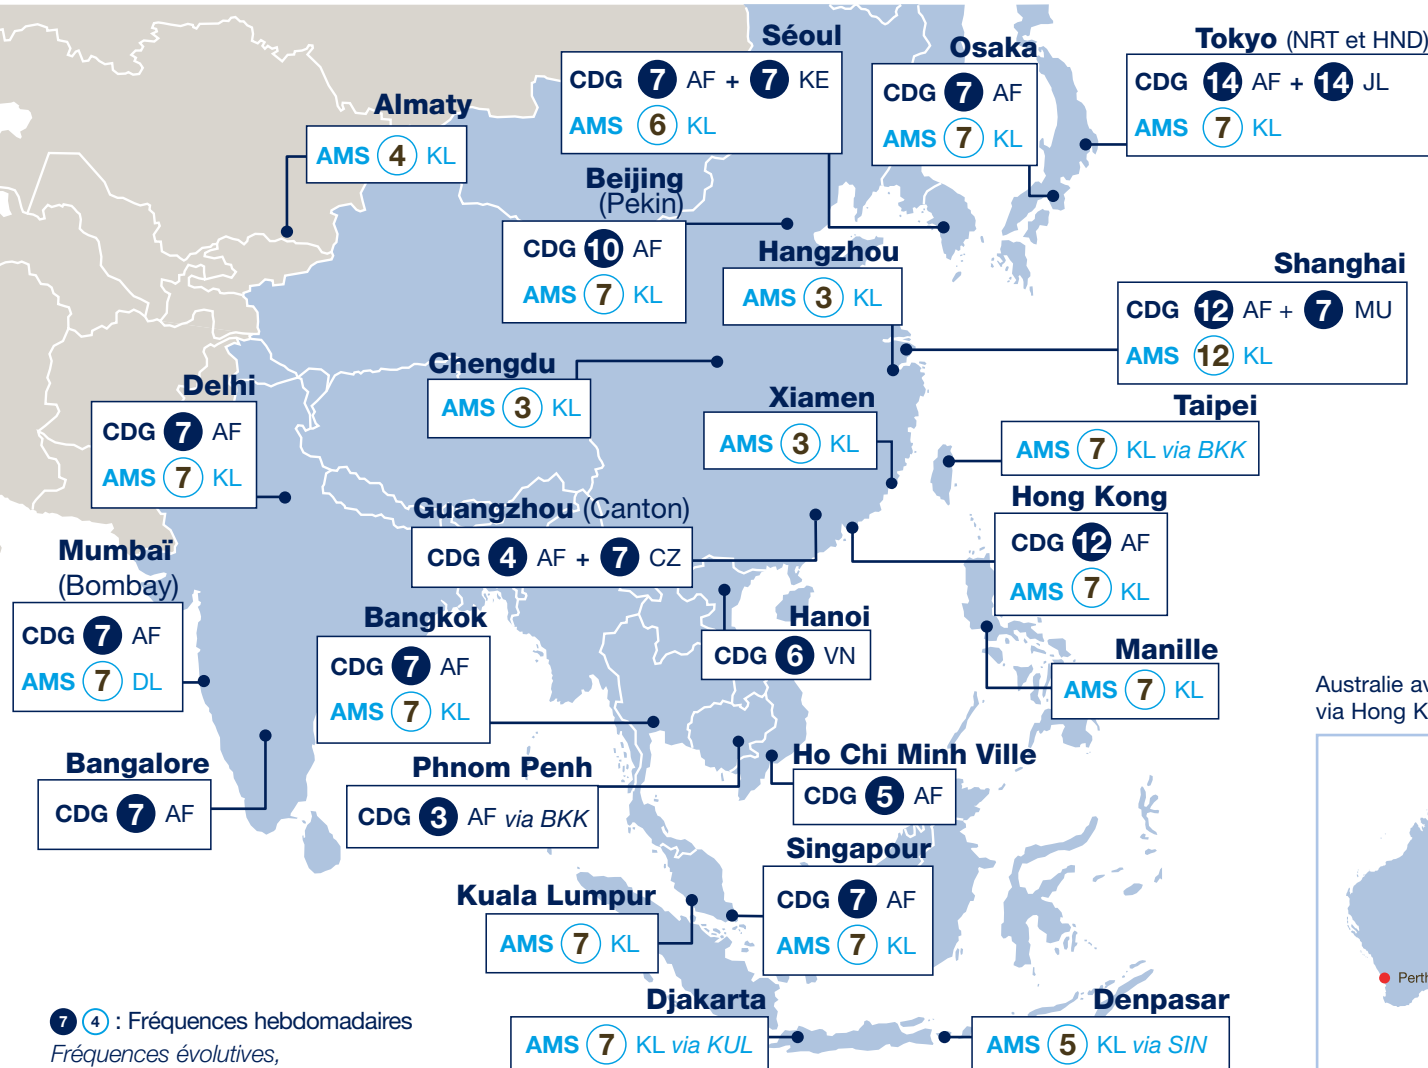 Séoul
CDG 7 AF + 7 KE
AMS 6 KL
Osaka
CDG 7 AF
AMS 7 KL
Tokyo (NRT et HND)
CDG 14 AF + 14 JL
AMS 7 KL
Almaty
AMS 4 KL
Beijing
(Pekin)
CDG 10 AF
AMS 7 KL
Hangzhou
AMS 3 KL
Shanghai
CDG 12 AF + 7 MU
AMS 12 KL
Chengdu
AMS 3 KL
Delhi
CDG 7 AF
AMS 7 KL
Xiamen
AMS 3 KL
Taipei
AMS 7 KL via BKK
Guangzhou (Canton)
CDG 4 AF + 7 CZ
Hong Kong
CDG 12 AF
AMS 7 KL
Mumbaï
(Bombay)
CDG 7 AF
AMS 7 DL
Bangkok
CDG 7 AF
AMS 7 KL
Hanoi
CDG 6 VN
Manille
AMS 7 KL
Australie av
via Hong K
Bangalore
CDG 7 AF
Phnom Penh
CDG 3 AF via BKK
Ho Chi Minh Ville
CDG 5 AF
Singapour
CDG 7 AF
AMS 7 KL
Kuala Lumpur
AMS 7 KL
Perth
Djakarta
AMS 7 KL via KUL
Denpasar
AMS 5 KL via SIN
7 4 : Fréquences hebdomadaires
Fréquences évolutives,